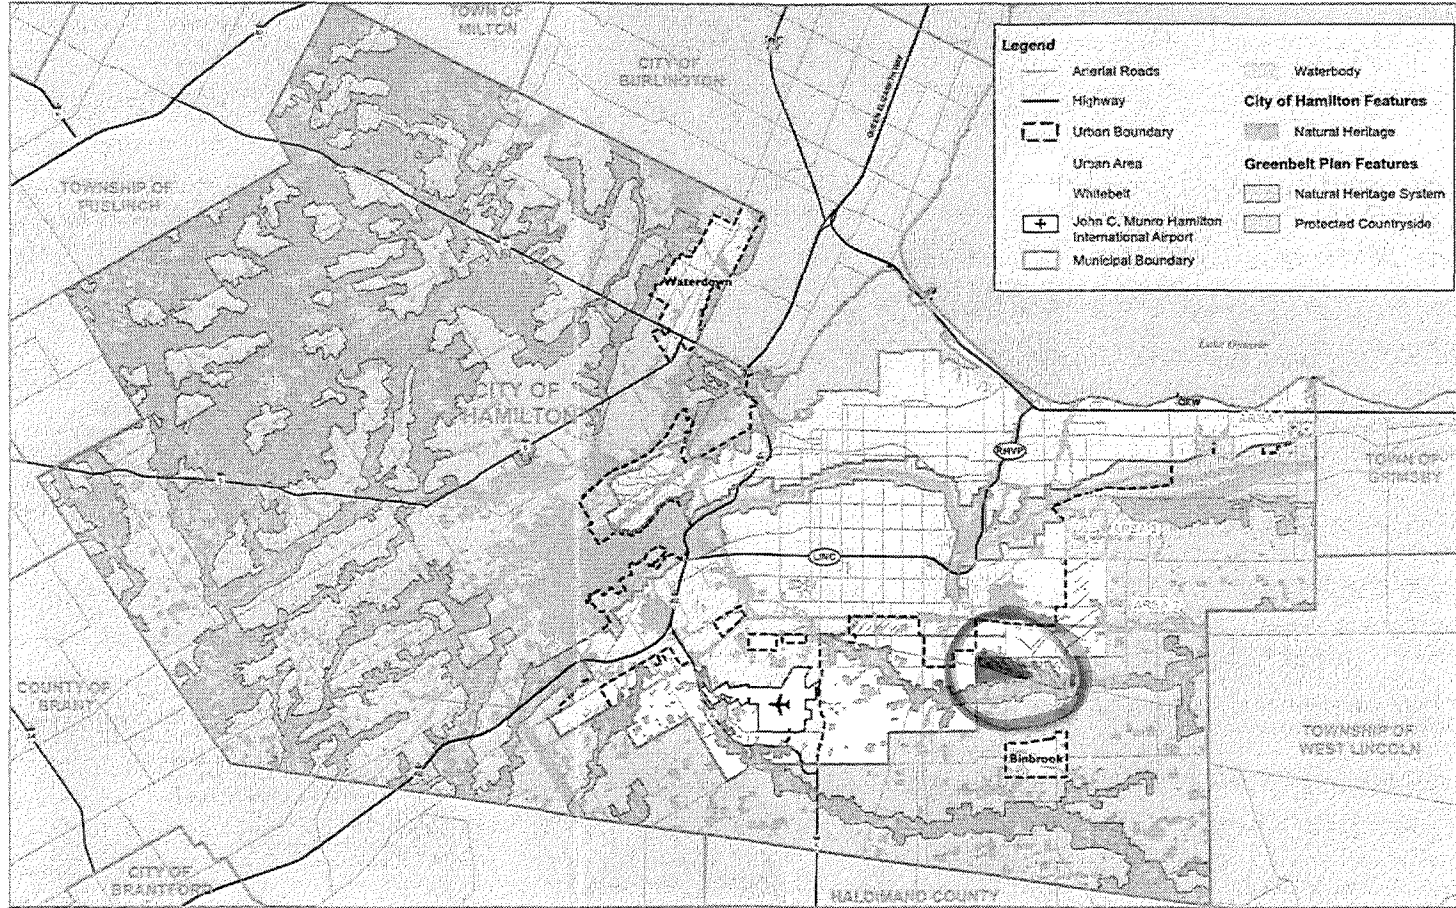 TOWN OF
MILTON
CITY OF
BURLINGTON
QUEEN ELIZABETH WAY
Legend
Arterial Roads
Highway
Urban Boundary
Urban Area
Whitebelt
John C. Munro Hamilton
International Airport
Municipal Boundary
Waterbody
City of Hamilton Features
Natural Heritage
Greenbelt Plan Features
Natural Heritage System
Protected Countryside
TOWNSHIP OF
PUSLINCH
Waterdown
Lake Ontario
CITY OF
HAMILTON
QEW
RHVP
TOWN OF
GRIMSBY
LINC
COUNTY OF
BRANT
Binbrook
TOWNSHIP OF
WEST LINCOLN
CITY OF
BRANTFORD
HALDIMAND COUNTY